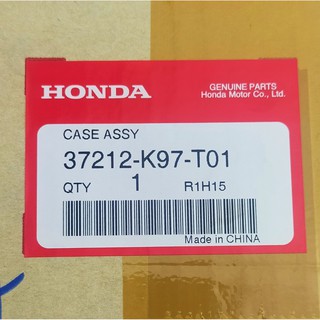 HONDA
GENUINE PARTS
Honda Motor Co., Ltd.
CASE ASSY
37212-K97-T01
QTY 1 R1H15
Made in CHINA